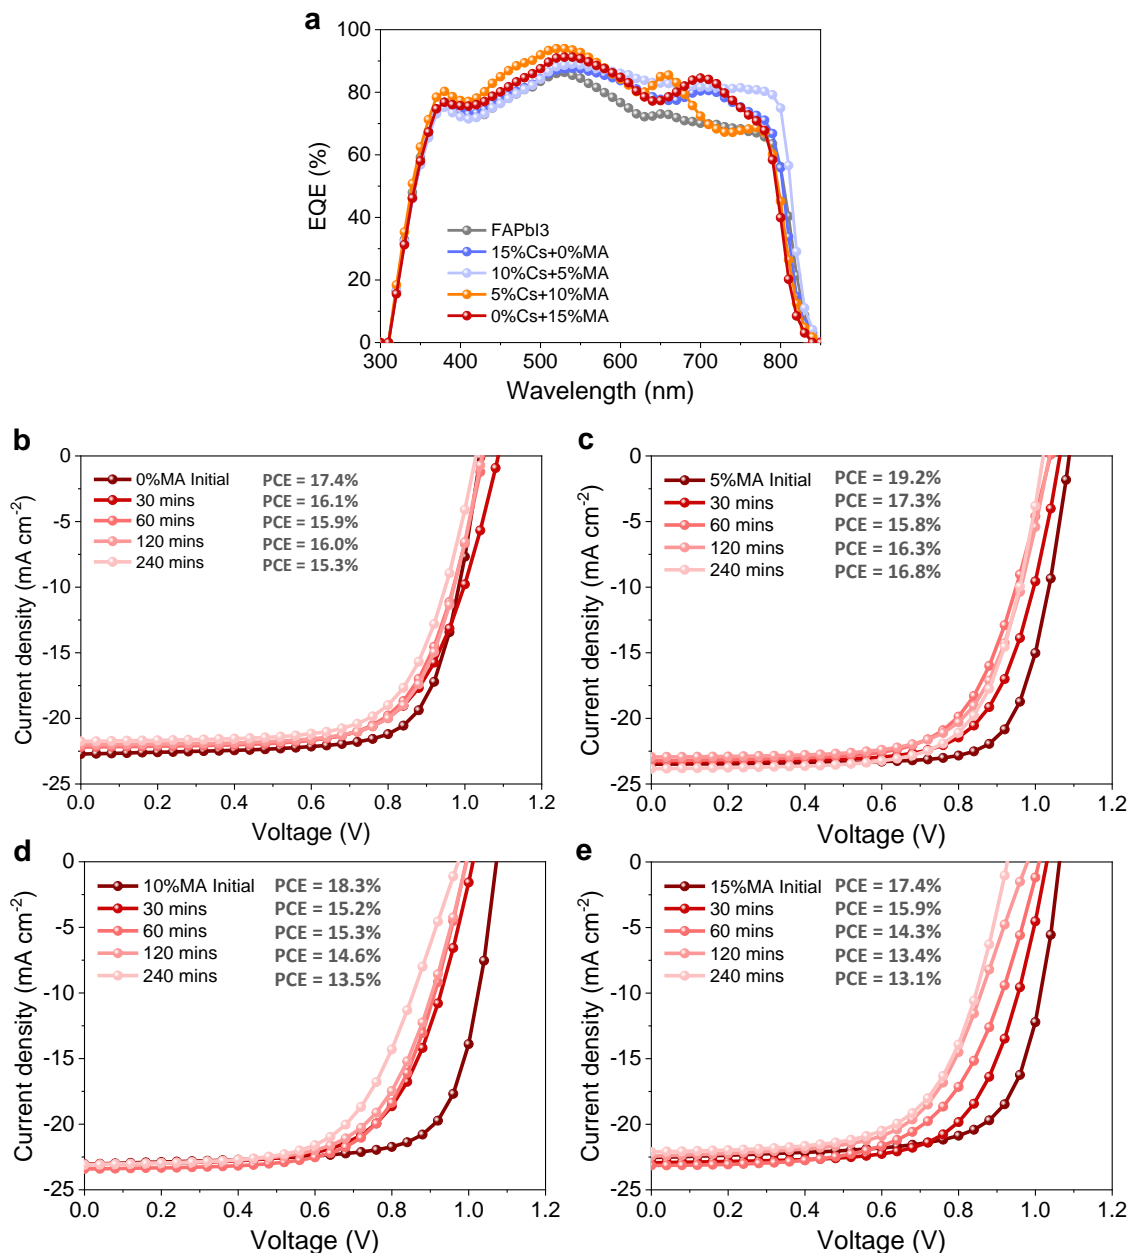 a
100
80
60
40
20
0
EQE (%)
FAPbI3
15%Cs+0%MA
10%Cs+5%MA
5%Cs+10%MA
0%Cs+15%MA
300 400 500 600 700 800
Wavelength (nm)
b
0
-5
-10
-15
-20
-25
Current density (mA cm-2)
0%MA Initial PCE = 17.4%
30 mins PCE = 16.1%
60 mins PCE = 15.9%
120 mins PCE = 16.0%
240 mins PCE = 15.3%
0.0 0.2 0.4 0.6 0.8 1.0 1.2
Voltage (V)
c
0
-5
-10
-15
-20
-25
Current density (mA cm-2)
5%MA Initial PCE = 19.2%
30 mins PCE = 17.3%
60 mins PCE = 15.8%
120 mins PCE = 16.3%
240 mins PCE = 16.8%
0.0 0.2 0.4 0.6 0.8 1.0 1.2
Voltage (V)
d
0
-5
-10
-15
-20
-25
Current density (mA cm-2)
10%MA Initial PCE = 18.3%
30 mins PCE = 15.2%
60 mins PCE = 15.3%
120 mins PCE = 14.6%
240 mins PCE = 13.5%
0.0 0.2 0.4 0.6 0.8 1.0 1.2
Voltage (V)
e
0
-5
-10
-15
-20
-25
Current density (mA cm-2)
15%MA Initial PCE = 17.4%
30 mins PCE = 15.9%
60 mins PCE = 14.3%
120 mins PCE = 13.4%
240 mins PCE = 13.1%
0.0 0.2 0.4 0.6 0.8 1.0 1.2
Voltage (V)